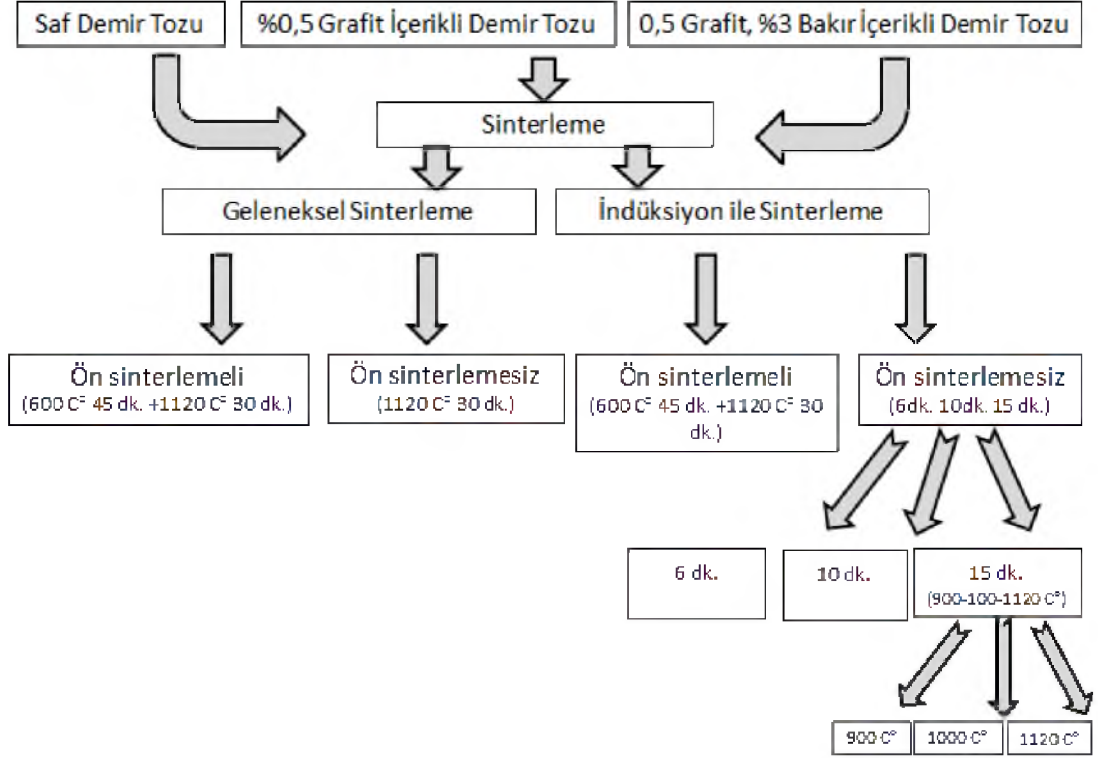 Saf Demir Tozu
%0,5 Grafit İçerikli Demir Tozu
0,5 Grafit, %3 Bakır İçerikli Demir Tozu
Sinterleme
Geleneksel Sinterleme
İndüksiyon ile Sinterleme
Ön sinterlemeli
(600 C° 45 dk. +1120 C° 30 dk.)
Ön sinterlemesiz
(1120 C° 30 dk.)
Ön sinterlemeli
(600 C° 45 dk. +1120 C° 30
dk.)
Ön sinterlemesiz
(6dk. 10dk. 15 dk.)
6 dk.
10 dk.
15 dk.
(900-100-1120 C°)
900 C°
1000 C°
1120 C°